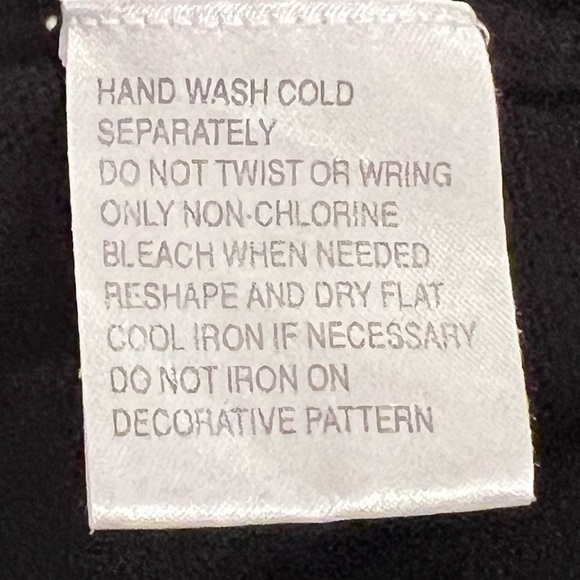 HAND WASH COLD
SEPARATELY
DO NOT TWIST OR WRING
ONLY NON-CHLORINE
BLEACH WHEN NEEDED
RESHAPE AND DRY FLAT
COOL IRON IF NECESSARY
DO NOT IRON ON
DECORATIVE PATTERN